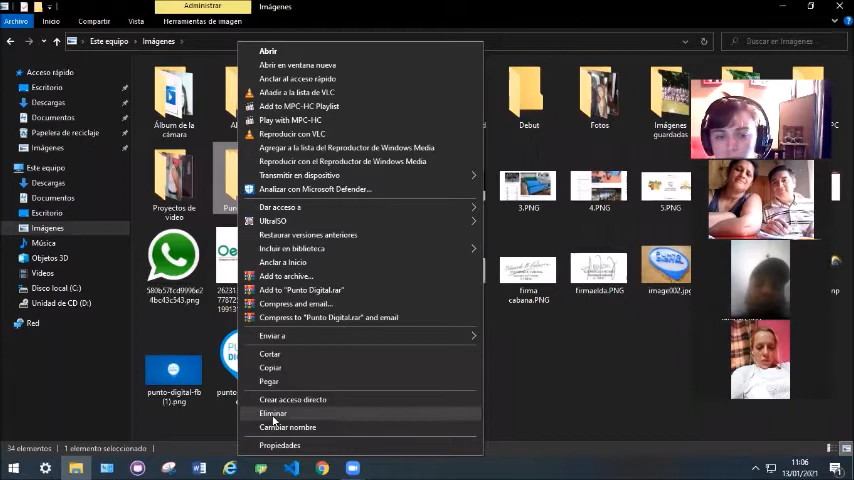 Administrar
Imágenes
Archivo
Inicio
Compartir
Vista
Herramientas de imagen
Este equipo
Imágenes
Buscar en Imágenes
Acceso rápido
Escritorio
Descargas
Documentos
Papelera de reciclaje
Imágenes
Este equipo
Descargas
Documentos
Escritorio
Imágenes
Música
Objetos 3D
Videos
Disco local (C:)
Unidad de CD (D:)
Red
Álbum de la
cámara
Proyectos de
video
580b57fcd9996e2
4bc43c543.png
punto-digital-fb
(1).png
Abrir
Abrir en ventana nueva
Anclar al acceso rápido
Añadir a la lista de VLC
Add to MPC-HC Playlist
Play with MPC-HC
Reproducir con VLC
Agregar a la lista del Reproductor de Windows Media
Reproducir con el Reproductor de Windows Media
Transmitir en dispositivo
Analizar con Microsoft Defender...
Dar acceso a
UltraISO
Restaurar versiones anteriores
Incluir en biblioteca
Anclar a Inicio
Add to archive...
Add to "Punto Digital.rar"
Compress and email...
Compress to "Punto Digital.rar" and email
Enviar a
Cortar
Copiar
Pegar
Crear acceso directo
Eliminar
Cambiar nombre
Propiedades
Debut
Fotos
Imágenes
guardadas
3.PNG
4.PNG
5.PNG
firma
cabana.PNG
firmaelda.PNG
image002.jpg
PUNTO
DIGITAL
34 elementos
1 elemento seleccionado
11:06
13/01/2021